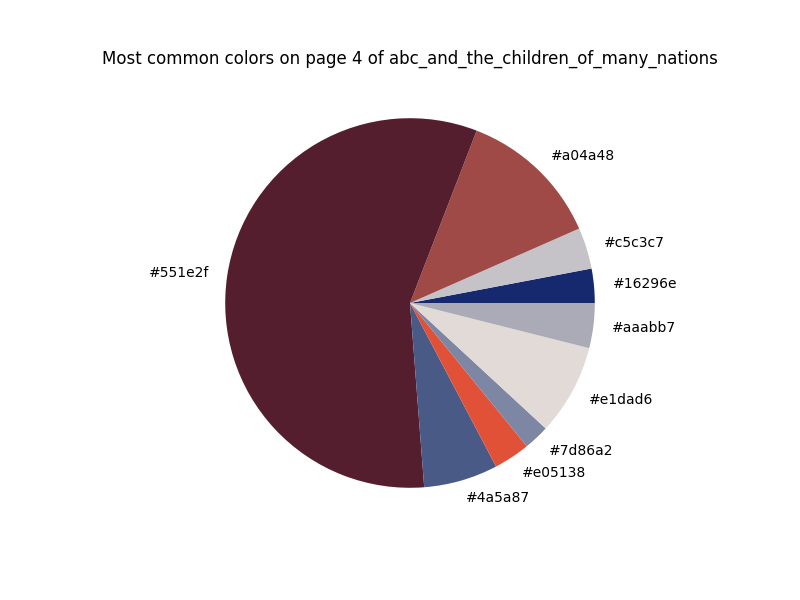 Most common colors on page 4 of abc_and_the_children_of_many_nations
#a04a48
#c5c3c7
#551e2f
#16296e
#aaabb7
#e1dad6
#7d86a2
#e05138
#4a5a87